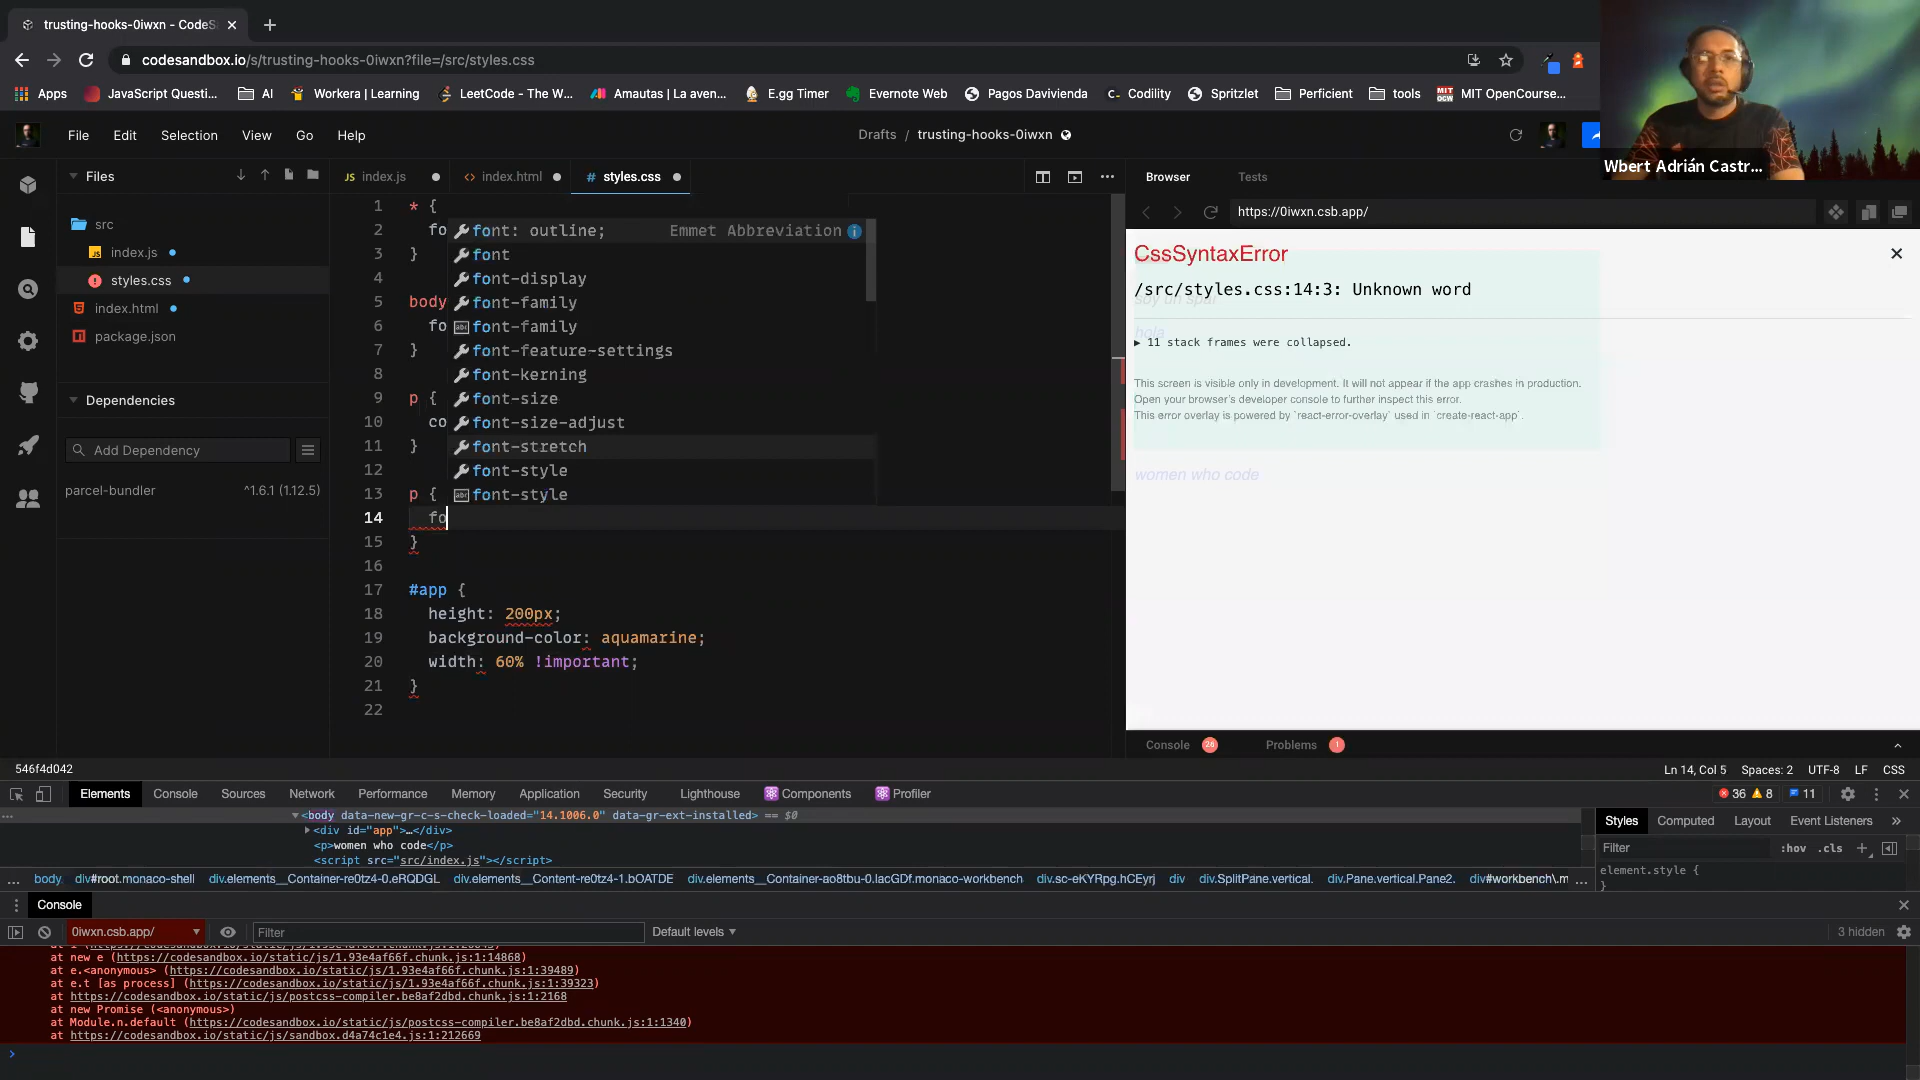 trusting-hooks-0iwxn - CodeS
codesandbox.io/s/trusting-hooks-0iwxn?file=/src/styles.css
Apps JavaScript Questi... AI Workera | Learning LeetCode - The W... Amautas | La aven... E.gg Timer Evernote Web Pagos Davivienda Codility Spritzlet Perficient tools MIT OpenCourse...
Wbert Adrián Castr...
File Edit Selection View Go Help
Drafts / trusting-hooks-0iwxn
Files
src
index.js
styles.css
index.html
package.json
Dependencies
Add Dependency
parcel-bundler ^1.6.1 (1.12.5)
546f4d042
index.js index.html styles.css
1 * {
2 fo
3 }
4
5 body
6 fo
7 }
8
9 p {
10 co
11 }
12
13 p {
14 fo
15 }
16
17 #app {
18 height: 200px;
19 background-color: aquamarine;
20 width: 60% !important;
21 }
22
font: outline; Emmet Abbreviation
font
font-display
font-family
font-family
font-feature-settings
font-kerning
font-size
font-size-adjust
font-stretch
font-style
font-style
Browser Tests
https://0iwxn.csb.app/
CssSyntaxError
/src/styles.css:14:3: Unknown word
soy un spa
hola
▶ 11 stack frames were collapsed.
This screen is visible only in development. It will not appear if the app crashes in production.
Open your browser's developer console to further inspect this error.
This error overlay is powered by `react-error-overlay` used in `create-react-app`.
women who code
Console 26 Problems 1
Ln 14, Col 5 Spaces: 2 UTF-8 LF CSS
Elements Console Sources Network Performance Memory Application Security Lighthouse Components Profiler 36 8 11
<body data-new-gr-c-s-check-loaded="14.1006.0" data-gr-ext-installed> == $0
<div id="app">…</div>
<p>women who code</p>
<script src="src/index.js"></script>
... body div#root.monaco-shell div.elements__Container-re0tz4-0.eRQDGL div.elements__Content-re0tz4-1.bOATDE div.elements__Container-ao8tbu-0.lacGDf.monaco-workbench div.sc-eKYRpg.hCEyrj div div.SplitPane.vertical. div.Pane.vertical.Pane2. div#workbench\.m ...
Styles Computed Layout Event Listeners »
Filter :hov .cls +
element.style {
}
Console
0iwxn.csb.app/ Filter Default levels 3 hidden
at new e (https://codesandbox.io/static/js/1.93e4af66f.chunk.js:1:14868)
at e.<anonymous> (https://codesandbox.io/static/js/1.93e4af66f.chunk.js:1:39489)
at e.t [as process] (https://codesandbox.io/static/js/1.93e4af66f.chunk.js:1:39323)
at https://codesandbox.io/static/js/postcss-compiler.be8af2dbd.chunk.js:1:2168
at new Promise (<anonymous>)
at Module.n.default (https://codesandbox.io/static/js/postcss-compiler.be8af2dbd.chunk.js:1:1340)
at https://codesandbox.io/static/js/sandbox.d4a74c1e4.js:1:212669